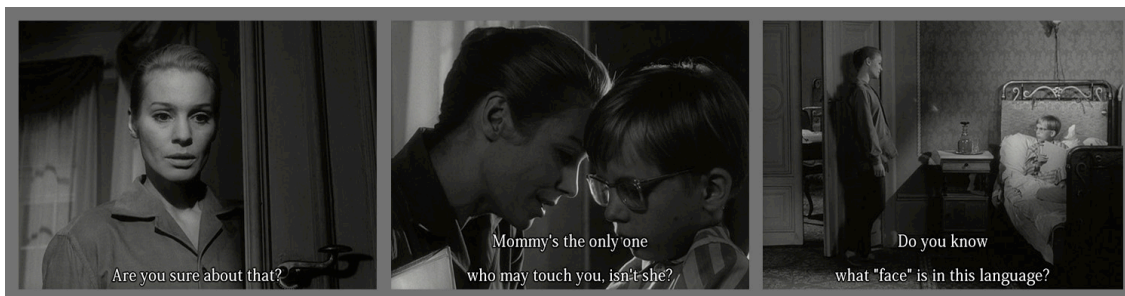 Are you sure about that?
Mommy's the only one
who may touch you, isn't she?
Do you know
what "face" is in this language?